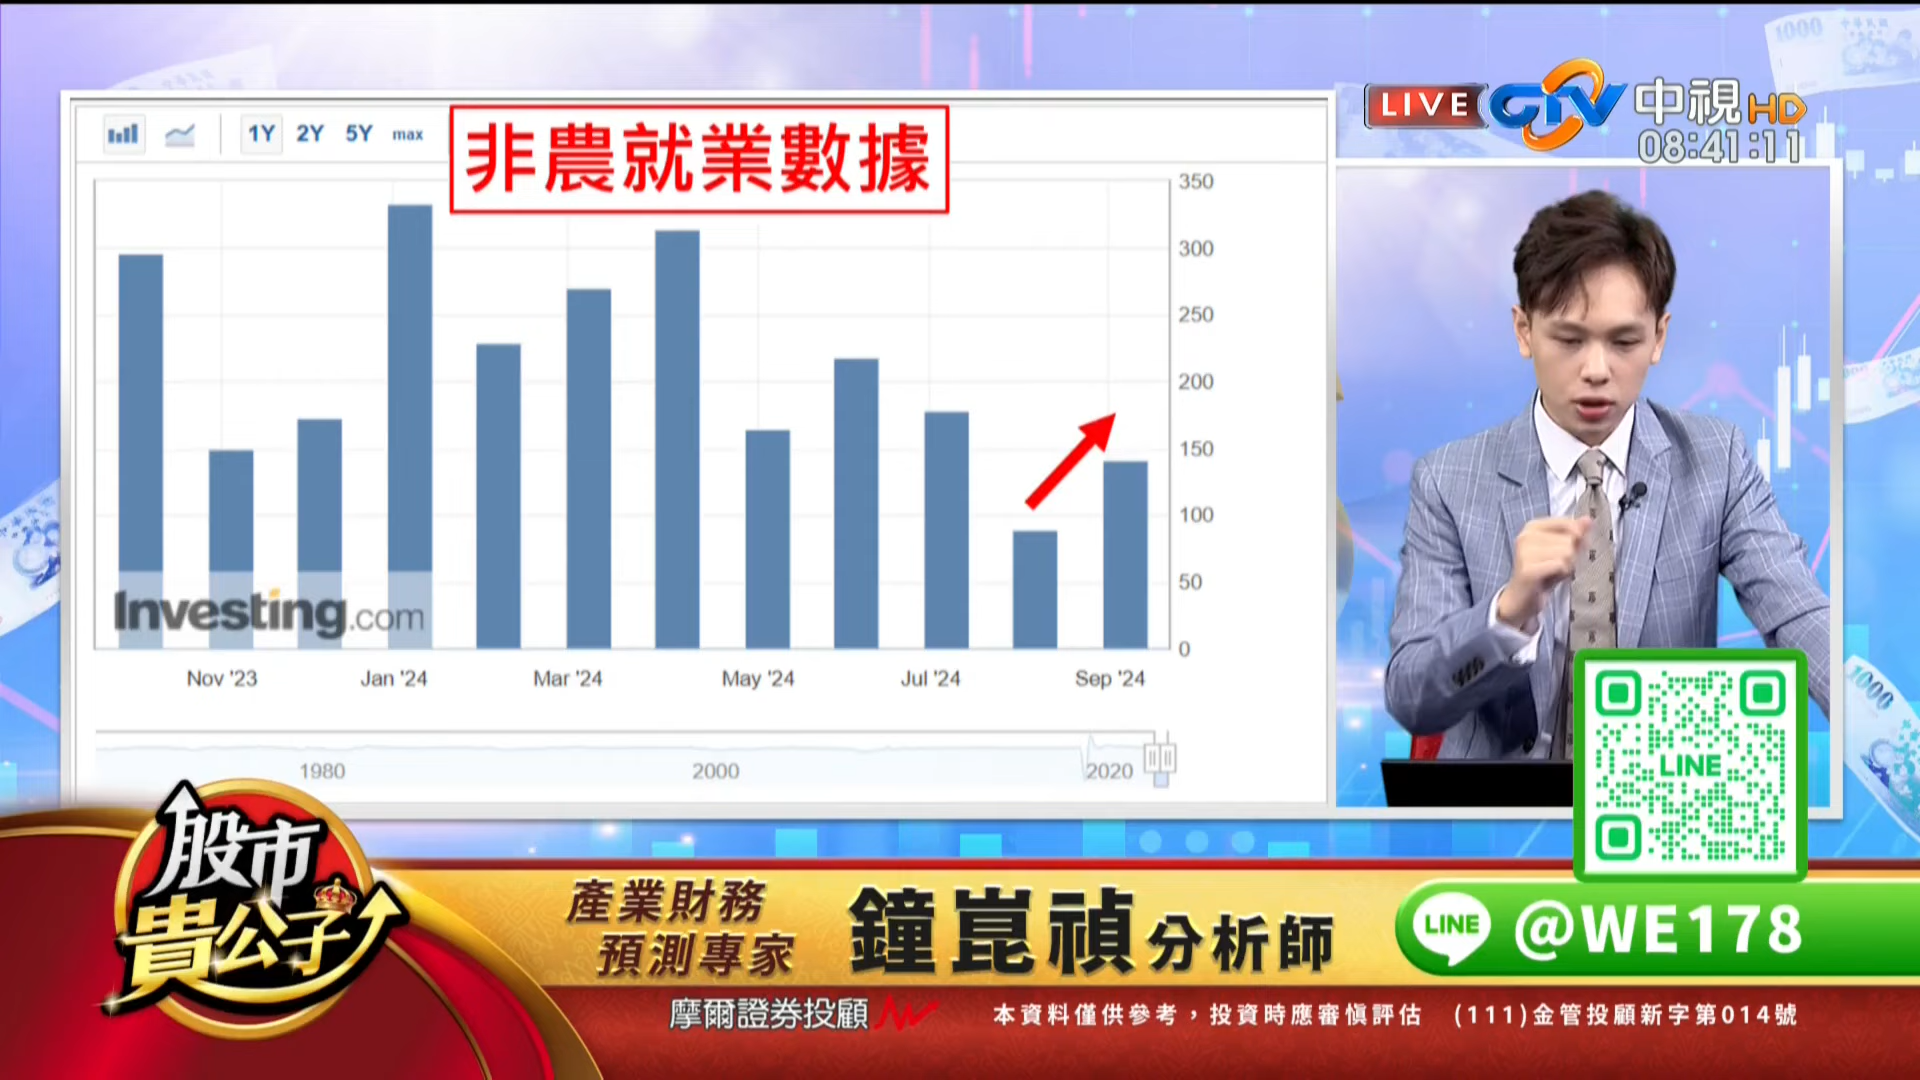 1Y 2Y 5Y max
非農就業數據
LIVE CTV 中視 HD
08:41:11
350
300
250
200
150
100
50
0
Investing.com
Nov '23 Jan '24 Mar '24 May '24 Jul '24 Sep '24
1980 2000 2020
1000
1000
LINE
股市
貴公子
產業財務
預測專家
鐘崑禎 分析師
LINE @WE178
摩爾證券投顧
本資料僅供參考，投資時應審慎評估 (111)金管投顧新字第014號